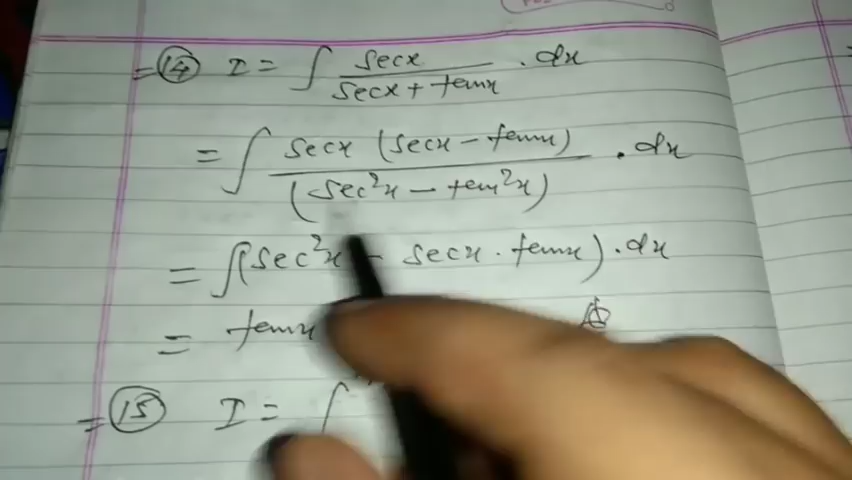 = (14) I = ∫ secx / (secx + tanx) . dx
= ∫ secx (secx - tanx) / (sec²x - tan²x) . dx
= ∫(sec²x - secx . tanx) . dx
= tanx
= (15) I = ∫